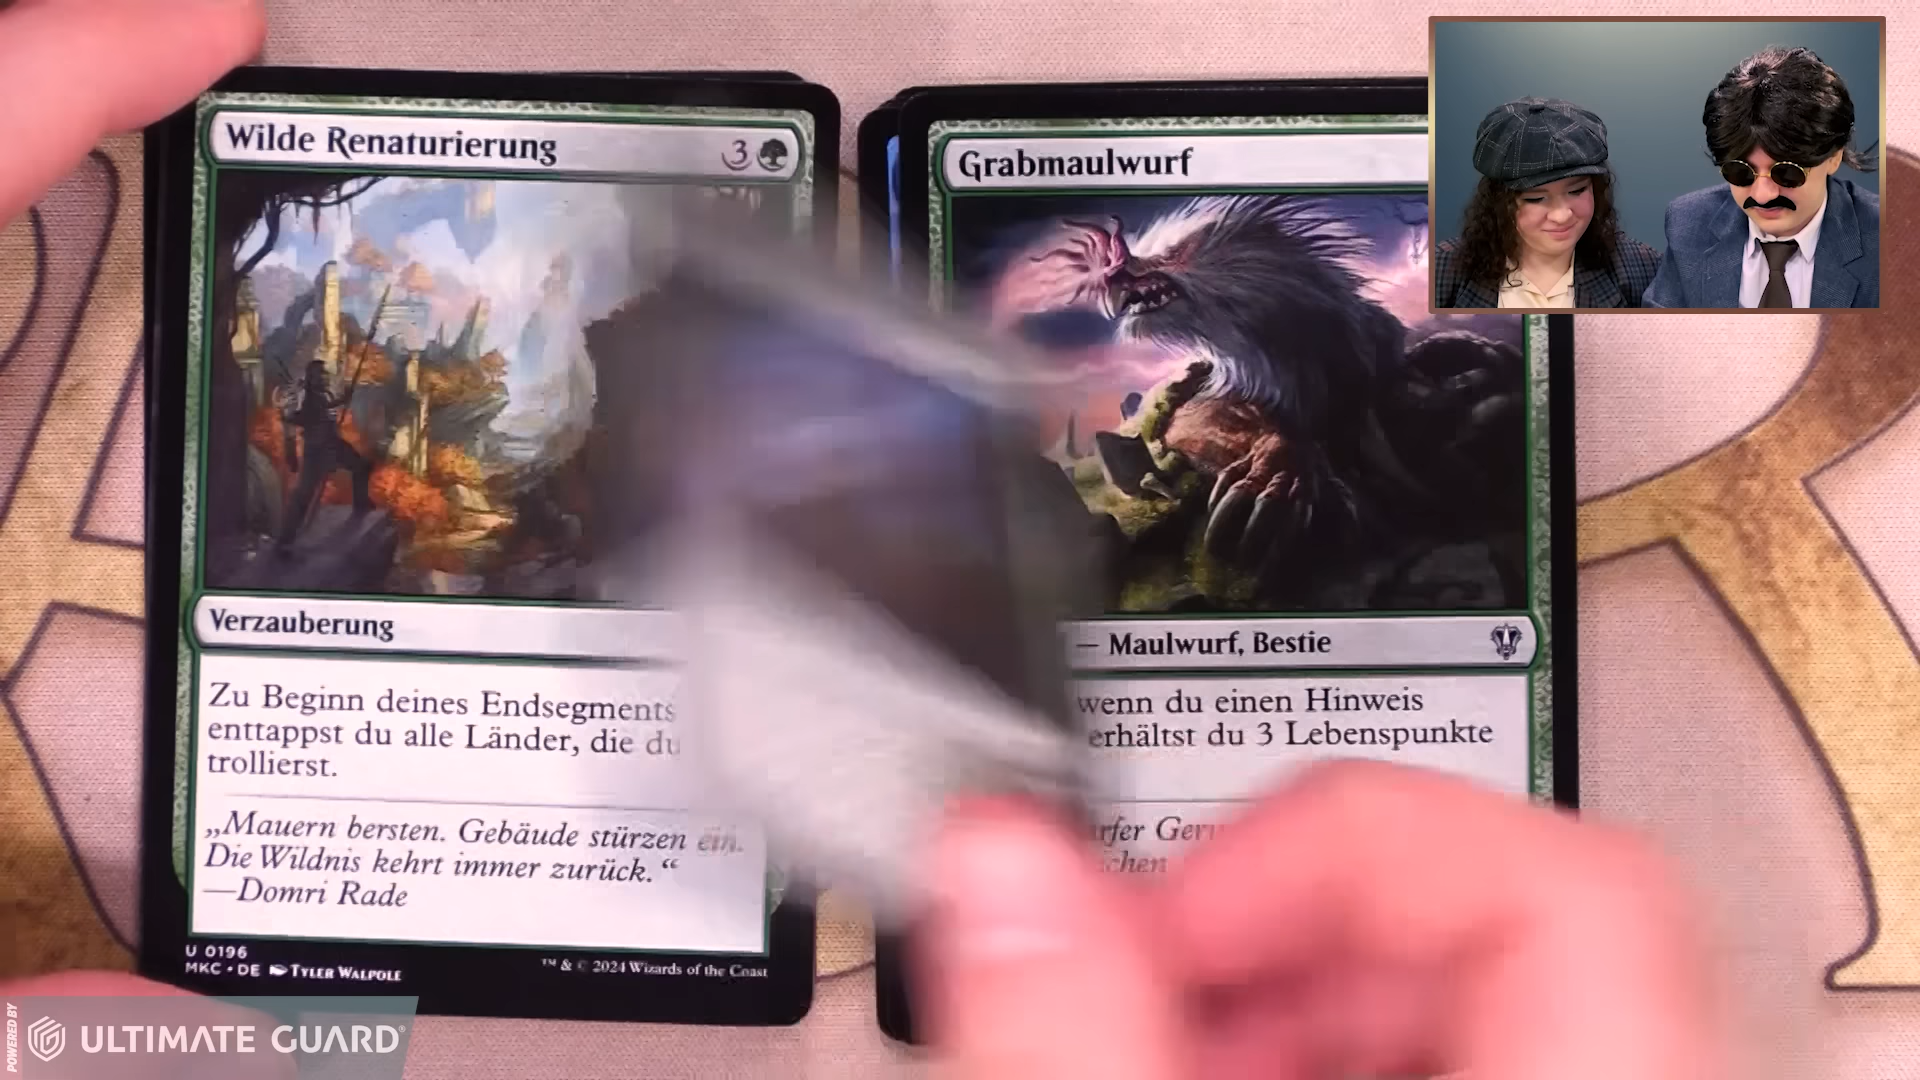 Wilde Renaturierung
3
Verzauberung
Zu Beginn deines Endsegments
enttappst du alle Länder, die du
trollierst.
„Mauern bersten. Gebäude stürzen ein.
Die Wildnis kehrt immer zurück.“
—Domri Rade
U 0196
MKC • DE TYLER WALPOLE
™ & © 2024 Wizards of the Coast
Grabmaulwurf
— Maulwurf, Bestie
wenn du einen Hinweis
erhältst du 3 Lebenspunkte
POWERED BY
ULTIMATE GUARD®